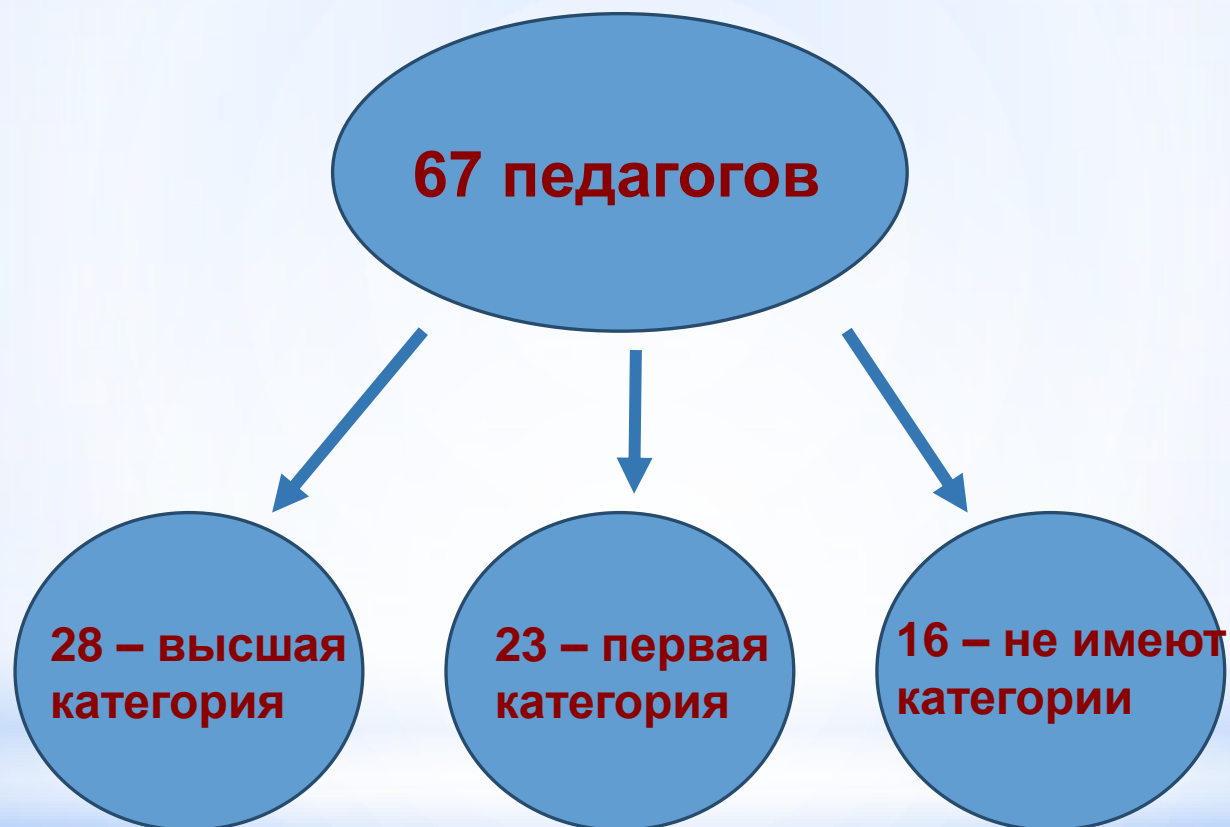 67 педагогов
28 – высшая
категория
23 – первая
категория
16 – не имеют
категории